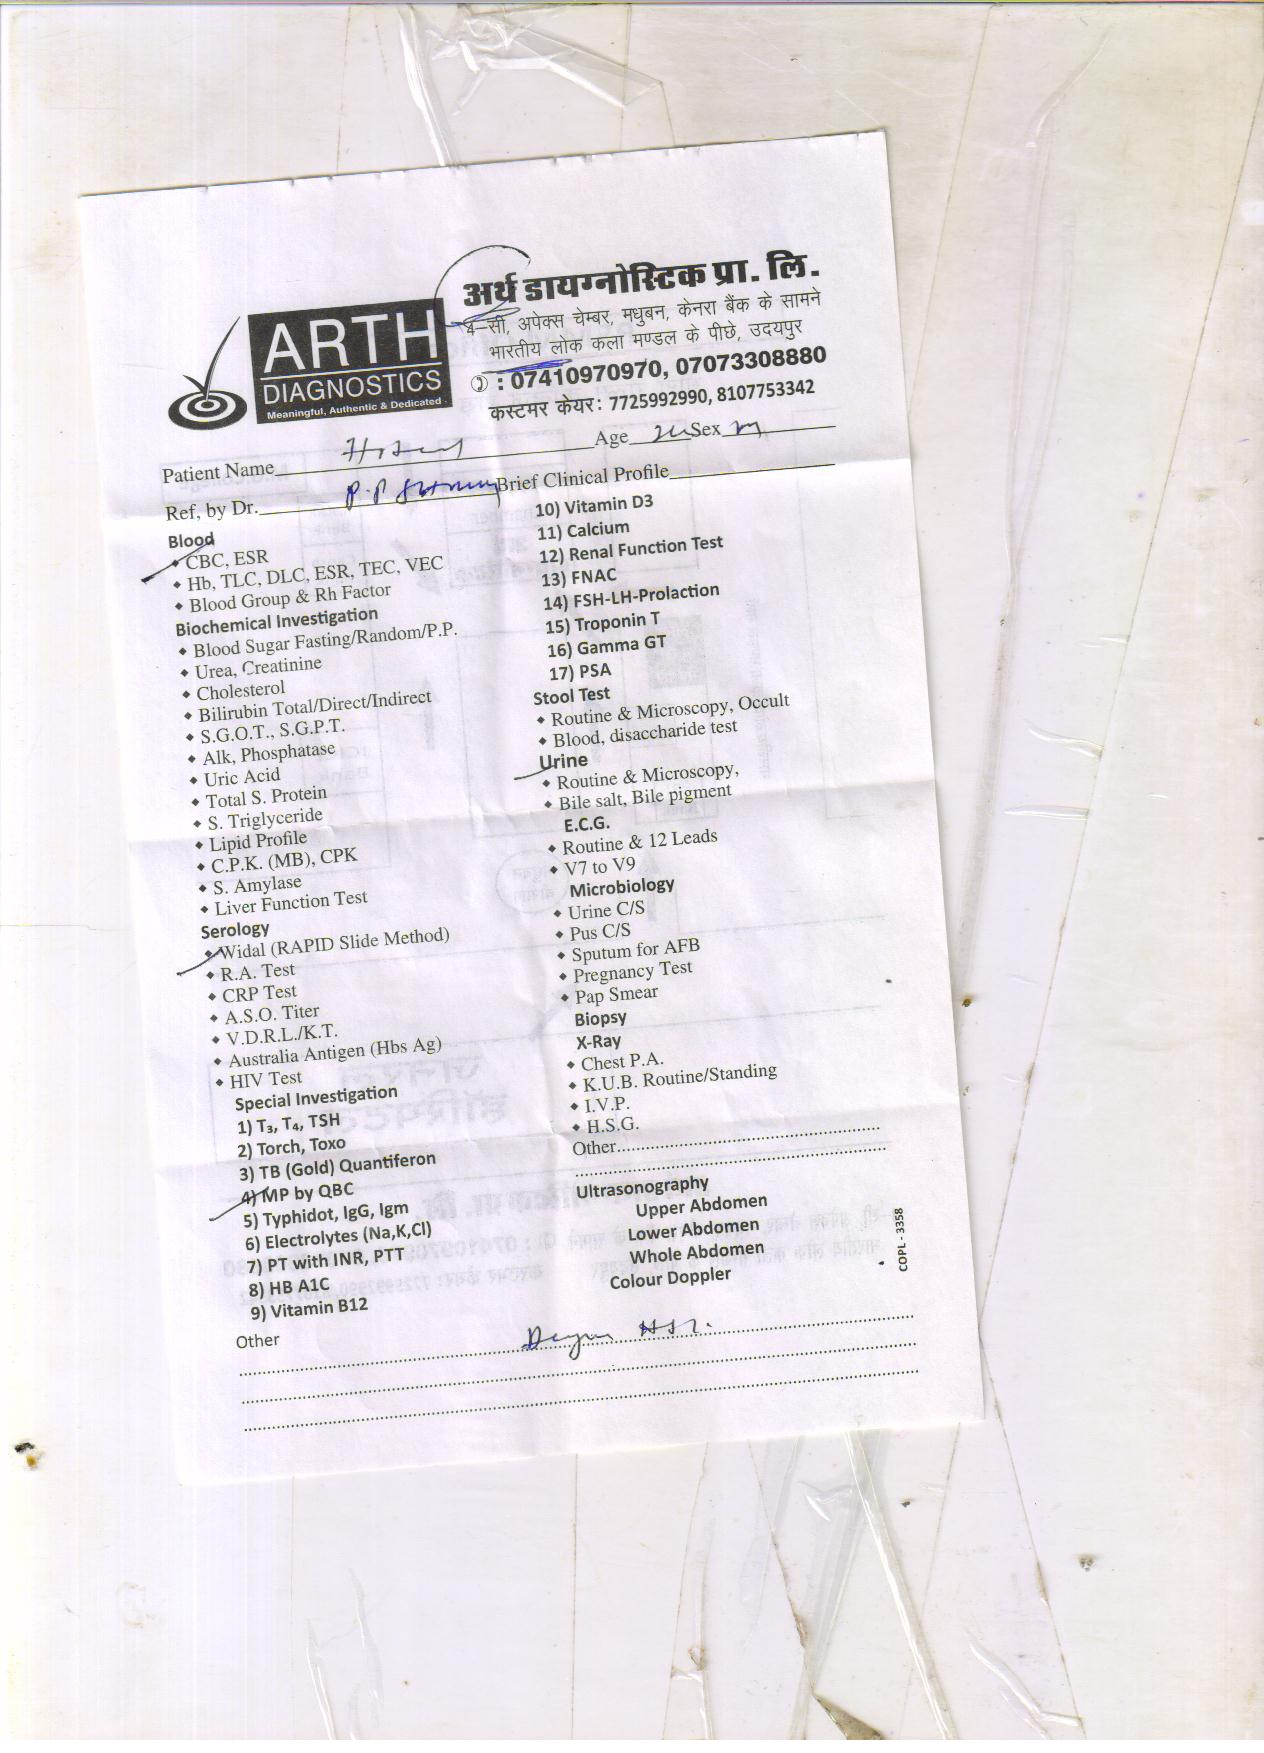 ARTH
DIAGNOSTICS
Meaningful, Authentic & Dedicated
अर्थ डायग्नोस्टिक प्रा. लि.
4-सी, अपेक्स चेम्बर, मधुबन, केनरा बैंक के सामने
भारतीय लोक कला मण्डल के पीछे, उदयपुर
✆ : 07410970970, 07073308880
कस्टमर केयर: 7725992990, 8107753342
Patient Name Age Sex M
Ref, by Dr. P.P Brief Clinical Profile
Blood
• CBC, ESR
• Hb, TLC, DLC, ESR, TEC, VEC
• Blood Group & Rh Factor
Biochemical Investigation
• Blood Sugar Fasting/Random/P.P.
• Urea, Creatinine
• Cholesterol
• Bilirubin Total/Direct/Indirect
• S.G.O.T., S.G.P.T.
• Alk, Phosphatase
• Uric Acid
• Total S. Protein
• S. Triglyceride
• Lipid Profile
• C.P.K. (MB), CPK
• S. Amylase
• Liver Function Test
Serology
• Widal (RAPID Slide Method)
• R.A. Test
• CRP Test
• A.S.O. Titer
• V.D.R.L./K.T.
• Australia Antigen (Hbs Ag)
• HIV Test
Special Investigation
1) T₃, T₄, TSH
2) Torch, Toxo
3) TB (Gold) Quantiferon
4) MP by QBC
5) Typhidot, IgG, Igm
6) Electrolytes (Na,K,Cl)
7) PT with INR, PTT
8) HB A1C
9) Vitamin B12
10) Vitamin D3
11) Calcium
12) Renal Function Test
13) FNAC
14) FSH-LH-Prolaction
15) Troponin T
16) Gamma GT
17) PSA
Stool Test
• Routine & Microscopy, Occult
• Blood, disaccharide test
Urine
• Routine & Microscopy,
• Bile salt, Bile pigment
E.C.G.
• Routine & 12 Leads
• V7 to V9
Microbiology
• Urine C/S
• Pus C/S
• Sputum for AFB
• Pregnancy Test
• Pap Smear
Biopsy
X-Ray
• Chest P.A.
• K.U.B. Routine/Standing
• I.V.P.
• H.S.G.
Other
Ultrasonography
Upper Abdomen
Lower Abdomen
Whole Abdomen
Colour Doppler
COPL - 3358
Other